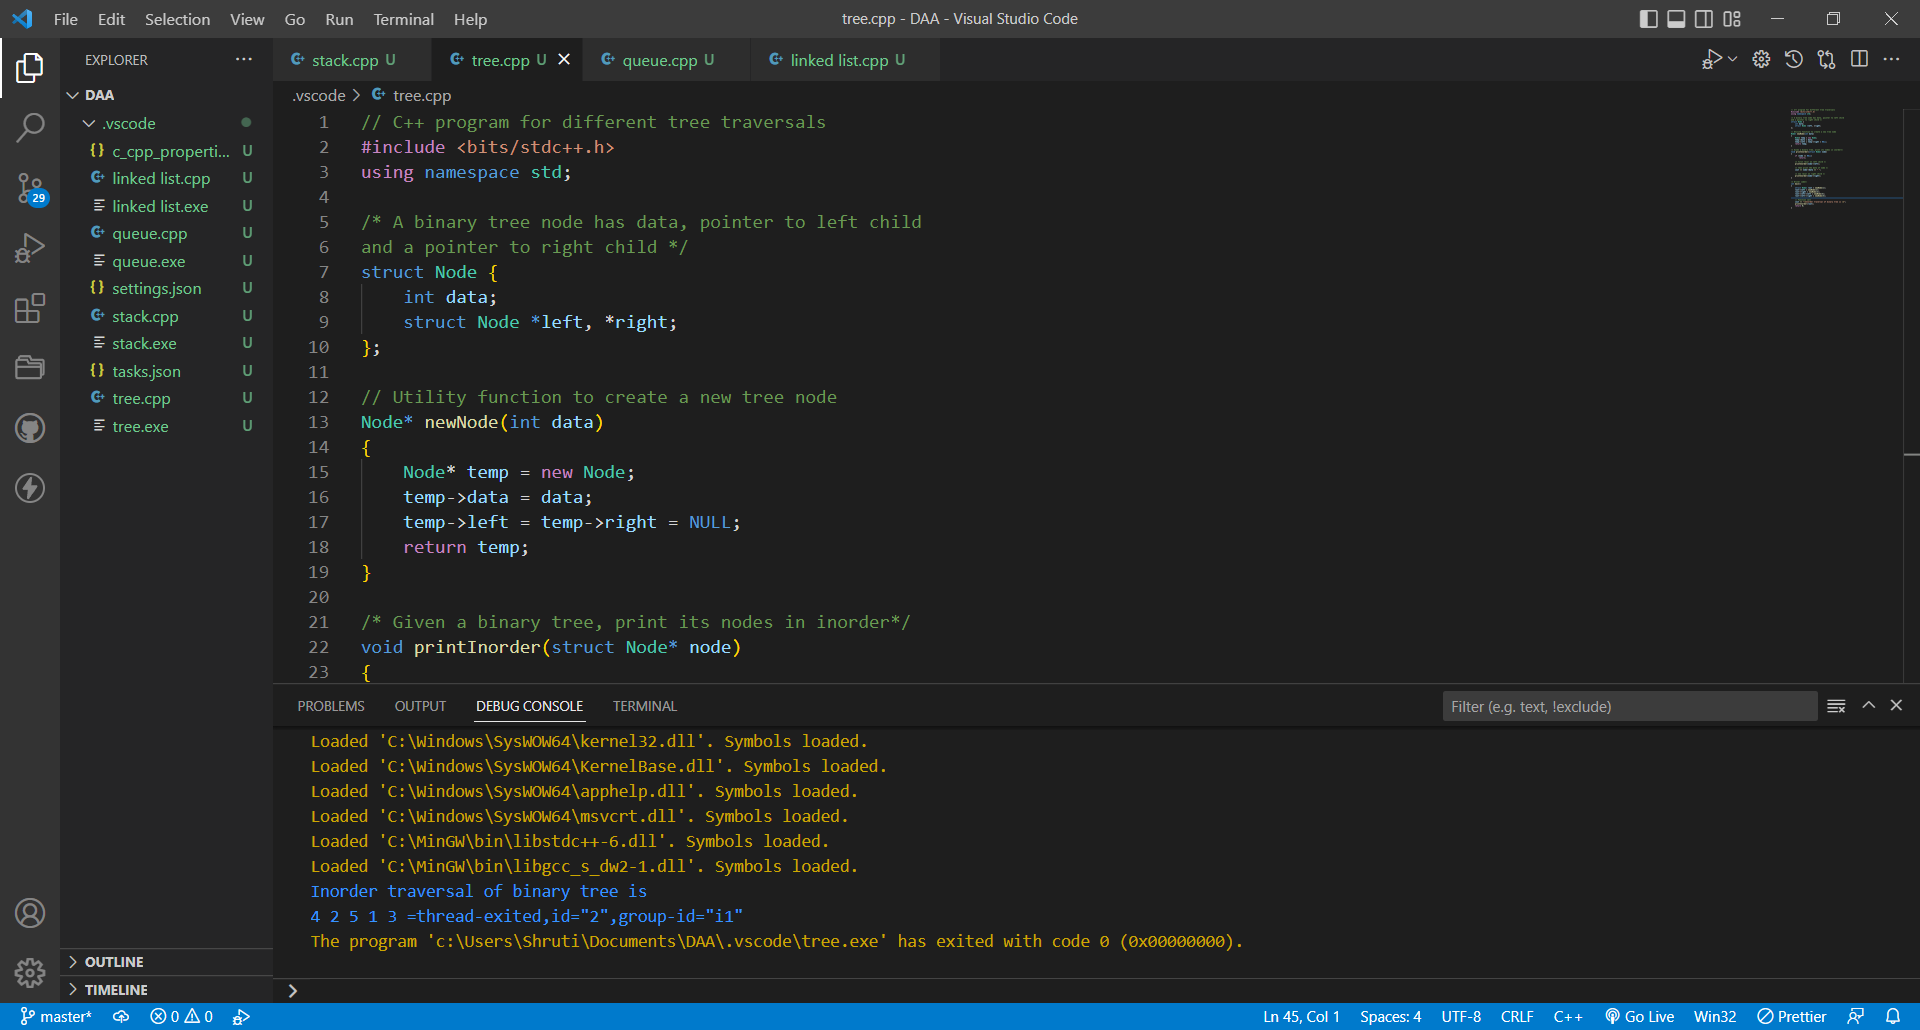 File Edit Selection View Go Run Terminal Help
tree.cpp - DAA - Visual Studio Code
EXPLORER
DAA
.vscode
c_cpp_properti... U
linked list.cpp U
linked list.exe U
queue.cpp U
queue.exe U
settings.json U
stack.cpp U
stack.exe U
tasks.json U
tree.cpp U
tree.exe U
29
OUTLINE
TIMELINE
stack.cpp U
tree.cpp U
queue.cpp U
linked list.cpp U
.vscode > tree.cpp
1 // C++ program for different tree traversals
2 #include <bits/stdc++.h>
3 using namespace std;
4
5 /* A binary tree node has data, pointer to left child
6 and a pointer to right child */
7 struct Node {
8 int data;
9 struct Node *left, *right;
10 };
11
12 // Utility function to create a new tree node
13 Node* newNode(int data)
14 {
15 Node* temp = new Node;
16 temp->data = data;
17 temp->left = temp->right = NULL;
18 return temp;
19 }
20
21 /* Given a binary tree, print its nodes in inorder*/
22 void printInorder(struct Node* node)
23 {
PROBLEMS OUTPUT DEBUG CONSOLE TERMINAL
Filter (e.g. text, !exclude)
Loaded 'C:\Windows\SysWOW64\kernel32.dll'. Symbols loaded.
Loaded 'C:\Windows\SysWOW64\KernelBase.dll'. Symbols loaded.
Loaded 'C:\Windows\SysWOW64\apphelp.dll'. Symbols loaded.
Loaded 'C:\Windows\SysWOW64\msvcrt.dll'. Symbols loaded.
Loaded 'C:\MinGW\bin\libstdc++-6.dll'. Symbols loaded.
Loaded 'C:\MinGW\bin\libgcc_s_dw2-1.dll'. Symbols loaded.
Inorder traversal of binary tree is
4 2 5 1 3 =thread-exited,id="2",group-id="i1"
The program 'c:\Users\Shruti\Documents\DAA\.vscode\tree.exe' has exited with code 0 (0x00000000).
master* 0 0
Ln 45, Col 1 Spaces: 4 UTF-8 CRLF C++ Go Live Win32 Prettier